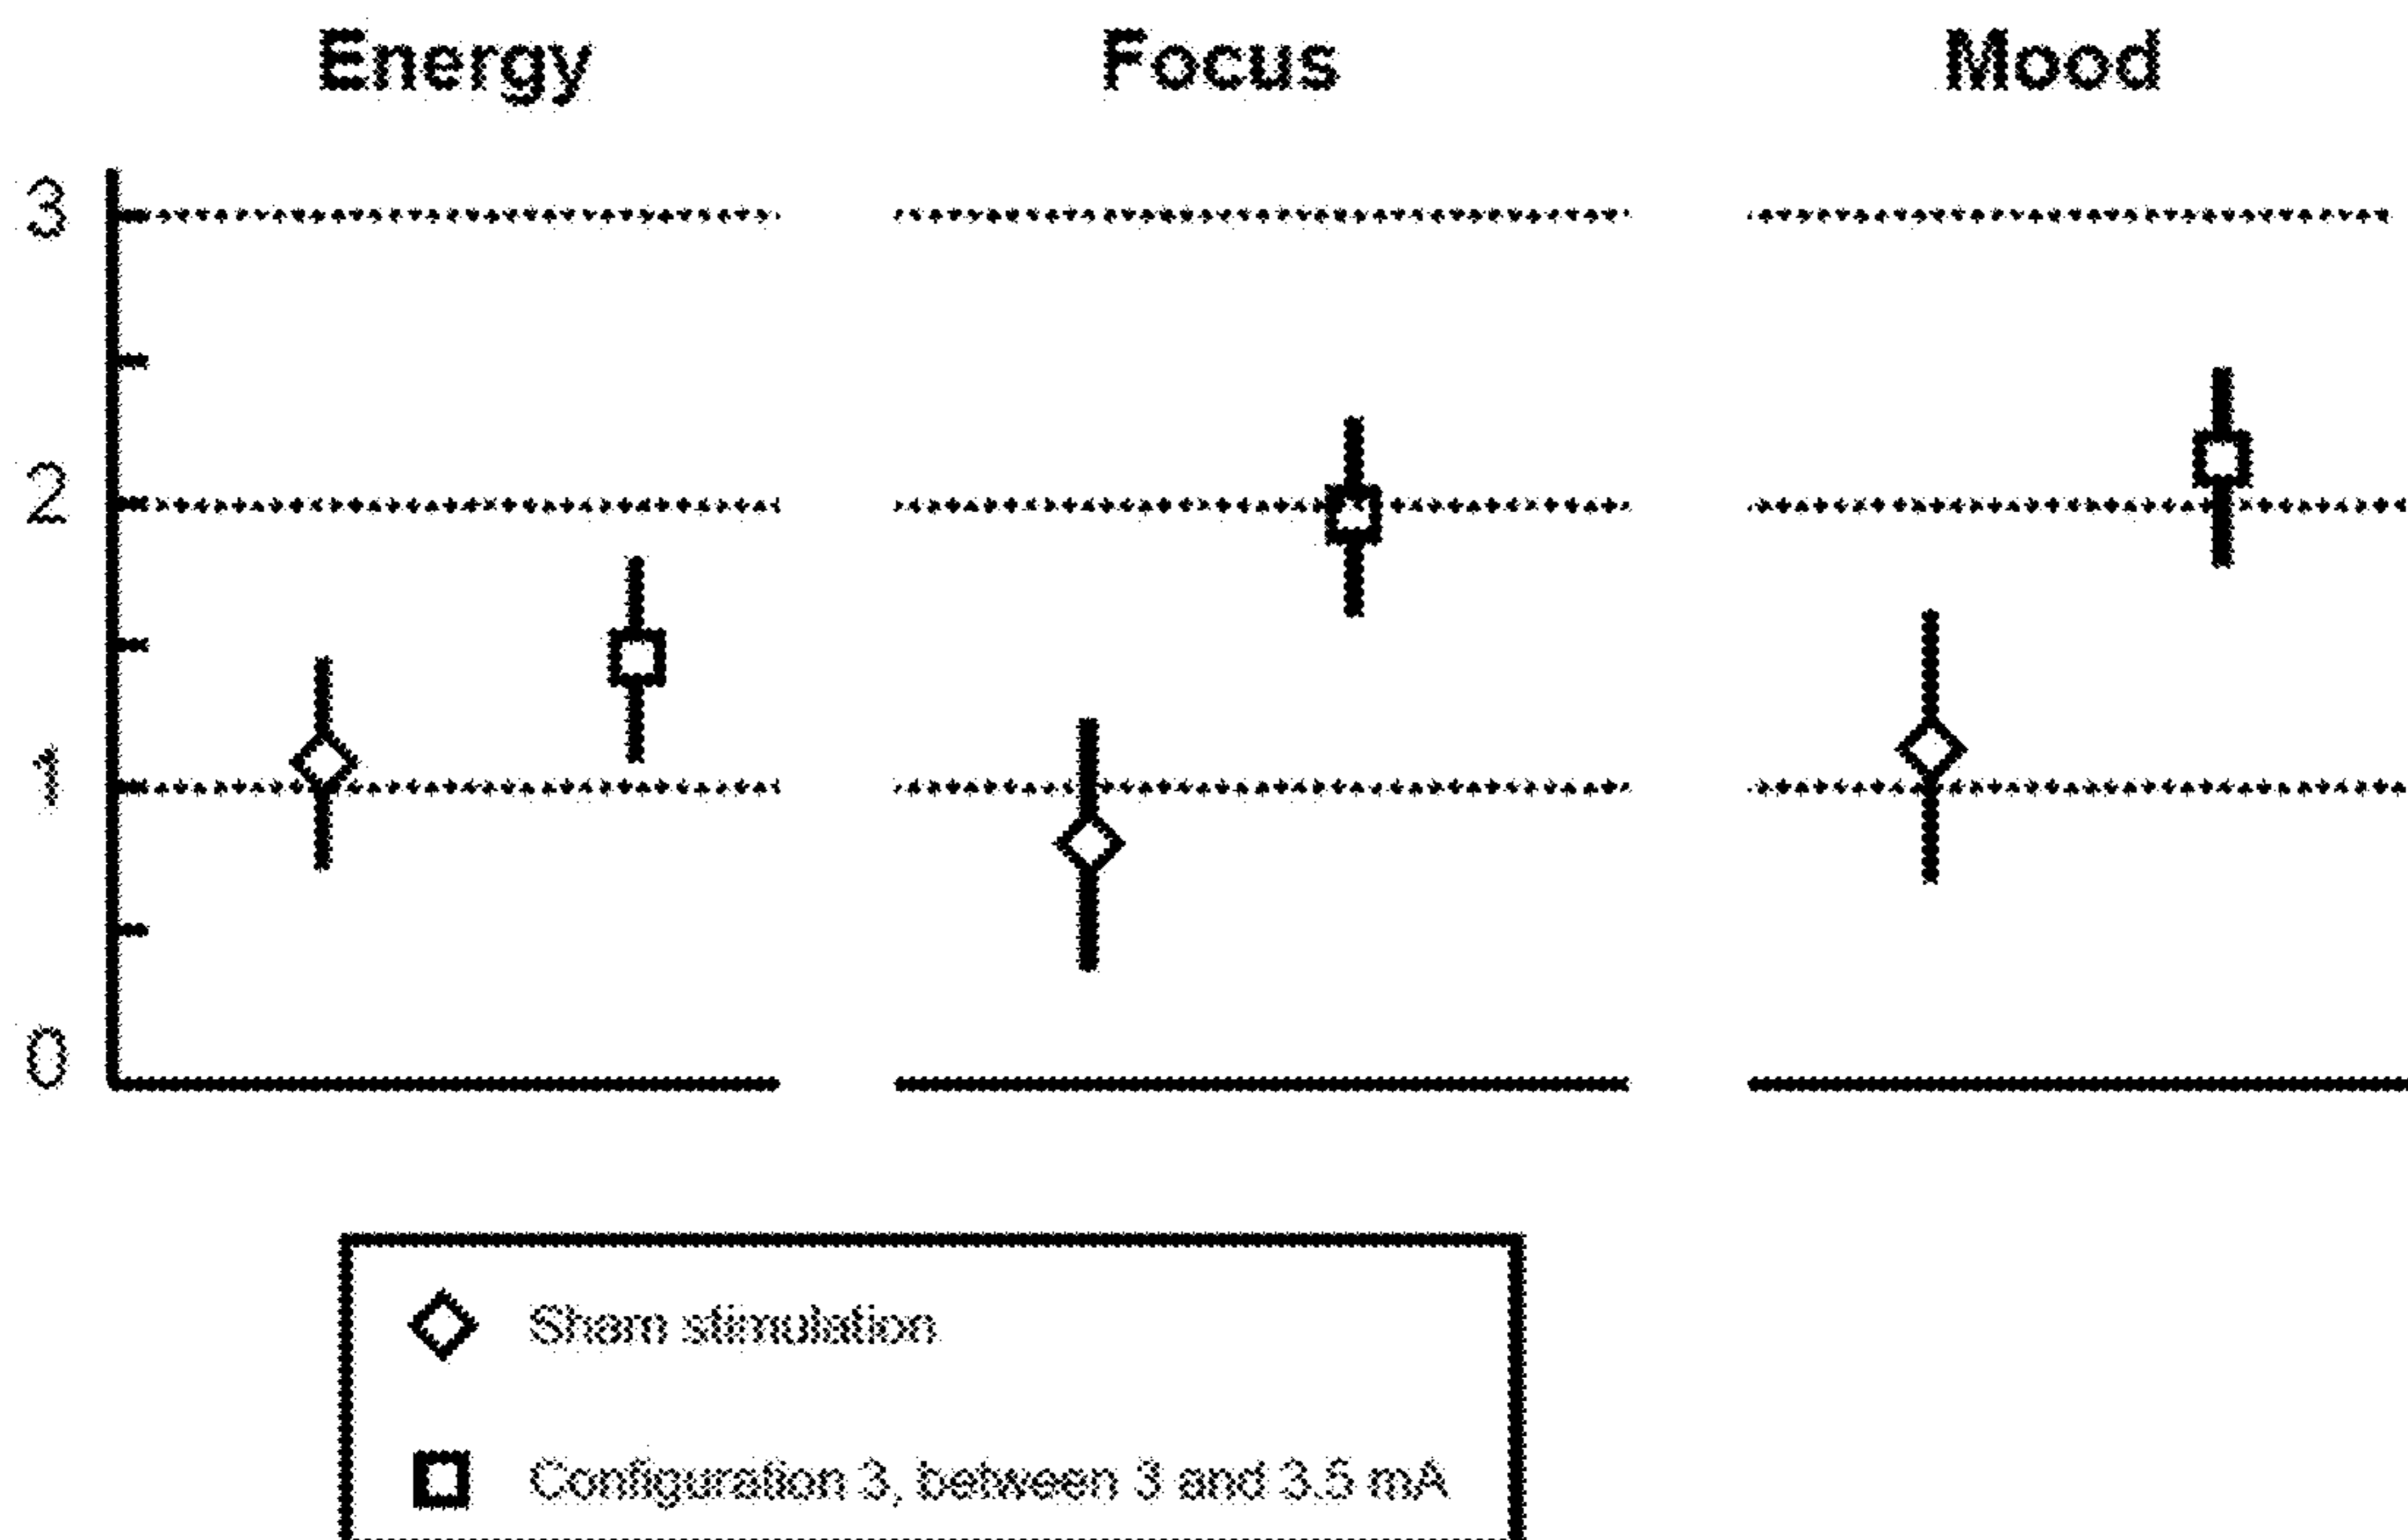 Energy Focus Mood
3
2
1
0
Sham stimulation
Configuration 3, between 3 and 3.5 mA